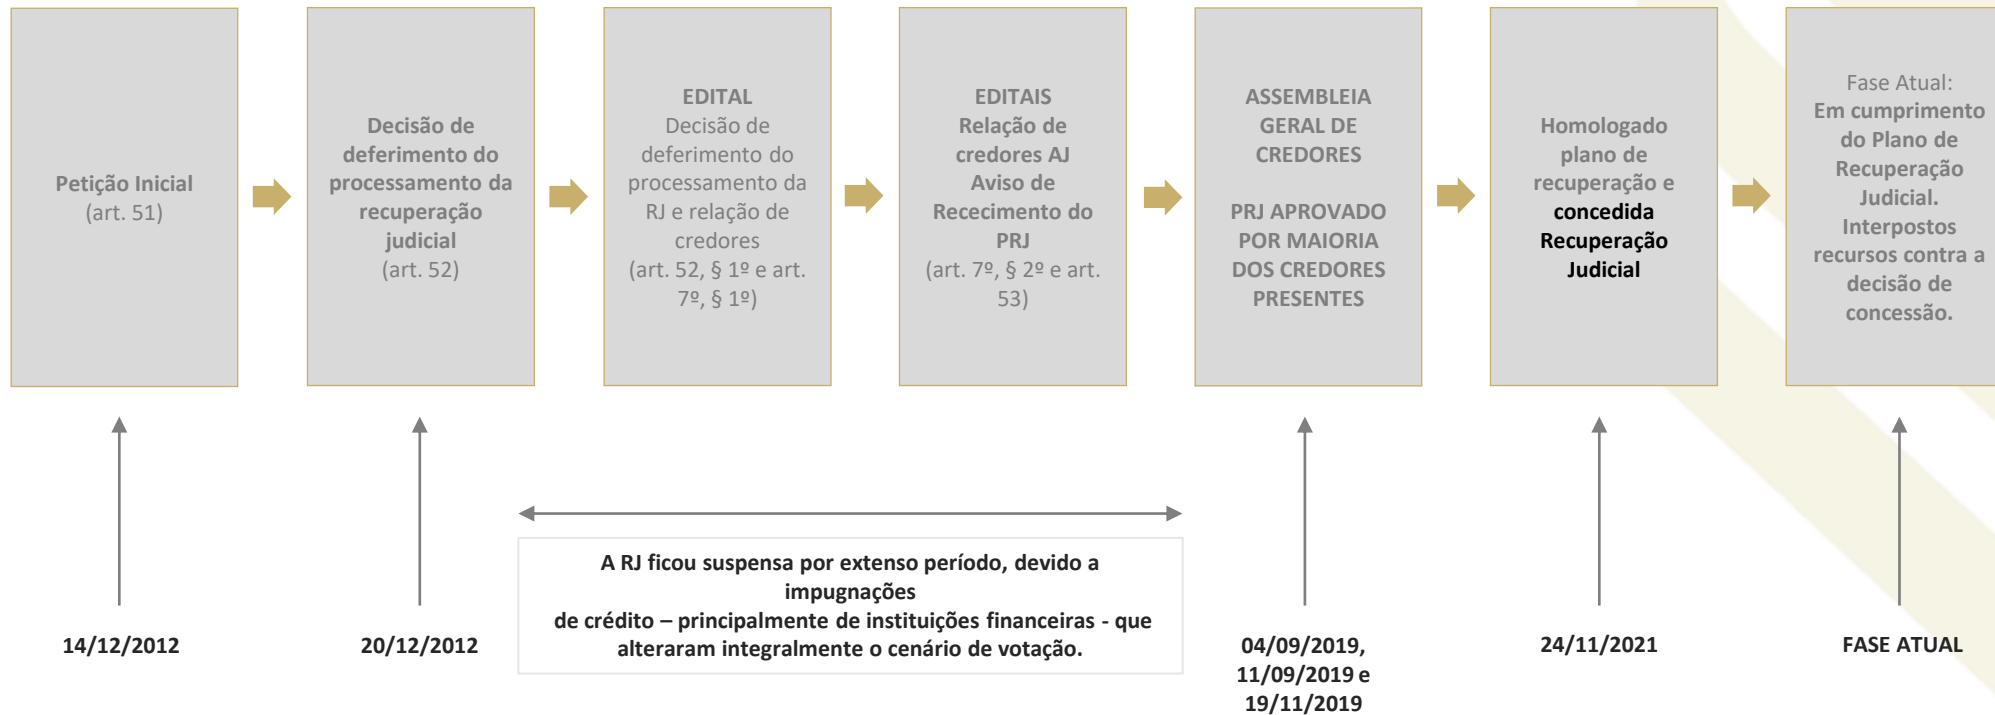 Petição Inicial
(art. 51)
Decisão de
deferimento do
processamento da
recuperação
judicial
(art. 52)
EDITAL
Decisão de
deferimento do
processamento da
RJ e relação de
credores
(art. 52, § 1º e art.
7º, § 1º)
EDITAIS
Relação de
credores AJ
Aviso de
Rececimento do
PRJ
(art. 7º, § 2º e art.
53)
ASSEMBLEIA
GERAL DE
CREDORES
PRJ APROVADO
POR MAIORIA
DOS CREDORES
PRESENTES
Homologado
plano de
recuperação e
concedida
Recuperação
Judicial
Fase Atual:
Em cumprimento
do Plano de
Recuperação
Judicial.
Interpostos
recursos contra a
decisão de
concessão.
A RJ ficou suspensa por extenso período, devido a
impugnações
de crédito – principalmente de instituições financeiras - que
alteraram integralmente o cenário de votação.
14/12/2012
20/12/2012
04/09/2019,
11/09/2019 e
19/11/2019
24/11/2021
FASE ATUAL